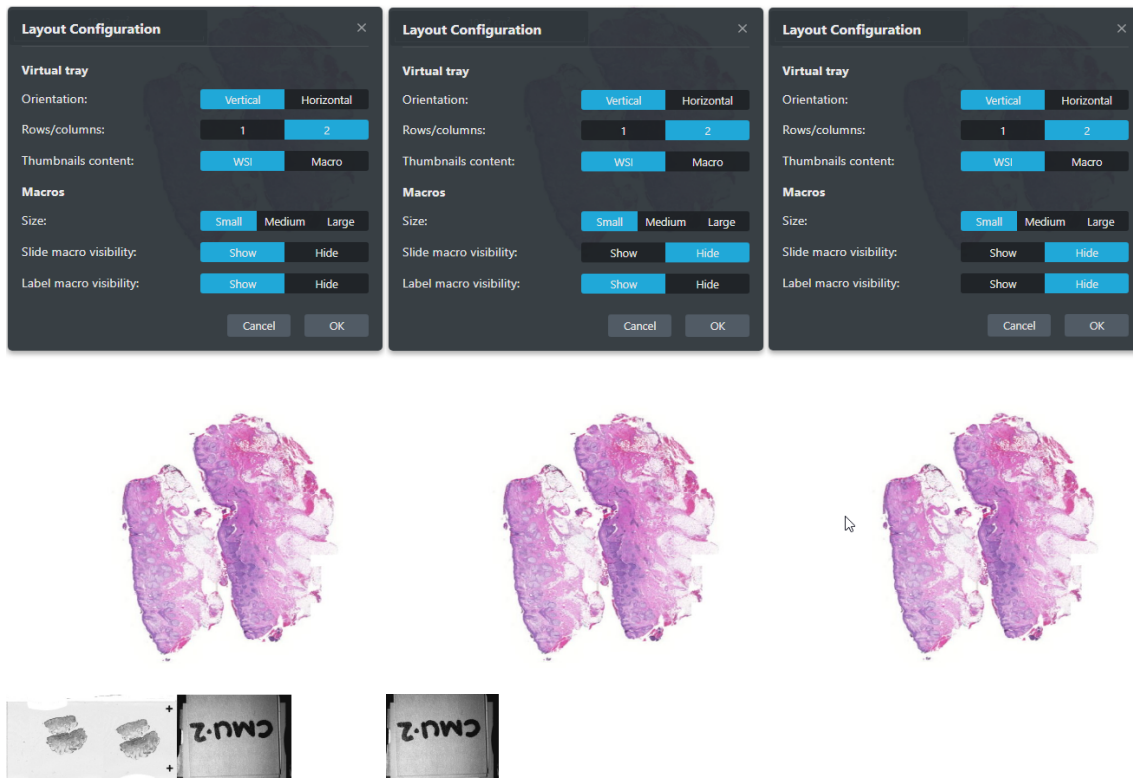 Layout Configuration ×
Virtual tray
Orientation: Vertical Horizontal
Rows/columns: 1 2
Thumbnails content: WSI Macro
Macros
Size: Small Medium Large
Slide macro visibility: Show Hide
Label macro visibility: Show Hide
Cancel OK
Layout Configuration ×
Virtual tray
Orientation: Vertical Horizontal
Rows/columns: 1 2
Thumbnails content: WSI Macro
Macros
Size: Small Medium Large
Slide macro visibility: Show Hide
Label macro visibility: Show Hide
Cancel OK
Layout Configuration ×
Virtual tray
Orientation: Vertical Horizontal
Rows/columns: 1 2
Thumbnails content: WSI Macro
Macros
Size: Small Medium Large
Slide macro visibility: Show Hide
Label macro visibility: Show Hide
Cancel OK
+
+
CMU-2
CMU-2